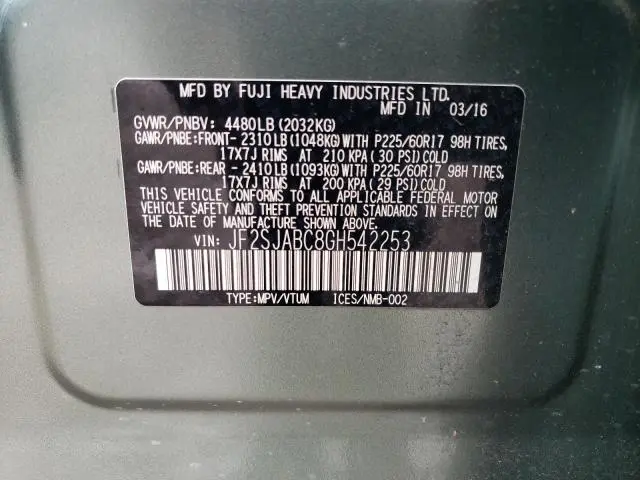 MFD BY FUJI HEAVY INDUSTRIES LTD.
MFD IN 03/16
GVWR/PNBV: 4480LB (2032KG)
GAWR/PNBE:FRONT- 2310LB (1048KG)WITH P225/60R17 98H TIRES,
17X7J RIMS AT 210 KPA ( 30 PSI)COLD
GAWR/PNBE:REAR - 2410LB (1093KG)WITH P225/60R17 98H TIRES,
17X7J RIMS AT 200 KPA ( 29 PSI)COLD
THIS VEHICLE CONFORMS TO ALL APPLICABLE FEDERAL MOTOR
VEHICLE SAFETY AND THEFT PREVENTION STANDARDS IN EFFECT ON
THE DATE OF MANUFACTURE SHOWN ABOVE.
VIN: JF2SJABC8GH542253
TYPE:MPV/VTUM ICES/NMB-002